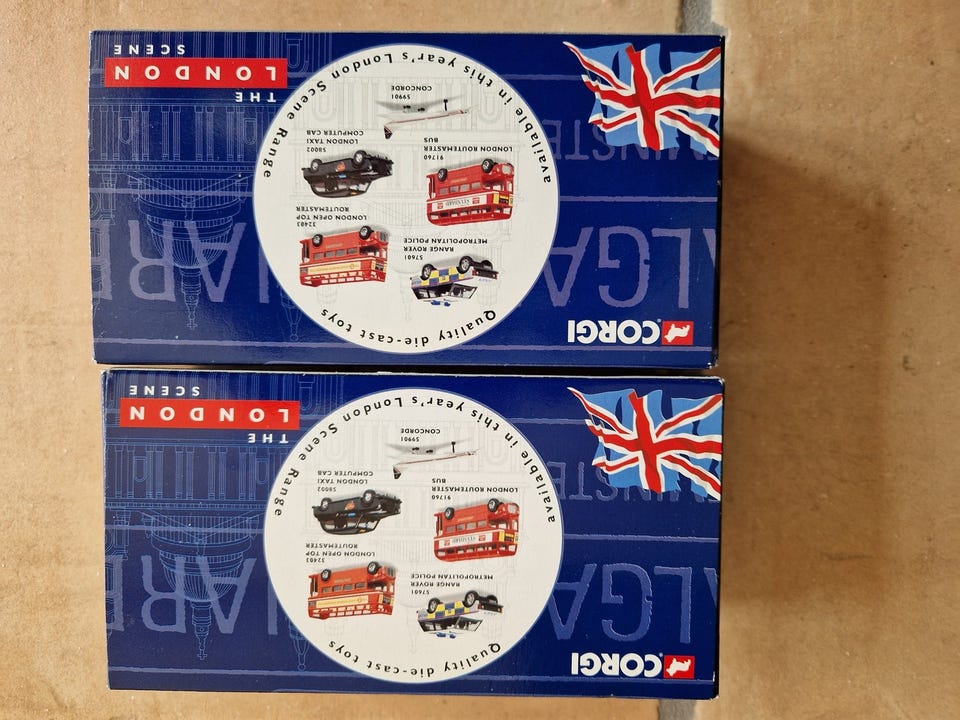 CORGI
Quality die-cast toys
57601
RANGE ROVER
METROPOLITAN POLICE
32403
LONDON OPEN TOP
ROUTEMASTER
91760
LONDON ROUTEMASTER
BUS
58002
LONDON TAXI
COMPUTER CAB
59901
CONCORDE
available in this year's London Scene Range
THE
LONDON
SCENE
CORGI
Quality die-cast toys
57601
RANGE ROVER
METROPOLITAN POLICE
32403
LONDON OPEN TOP
ROUTEMASTER
91760
LONDON ROUTEMASTER
BUS
58002
LONDON TAXI
COMPUTER CAB
59901
CONCORDE
available in this year's London Scene Range
THE
LONDON
SCENE